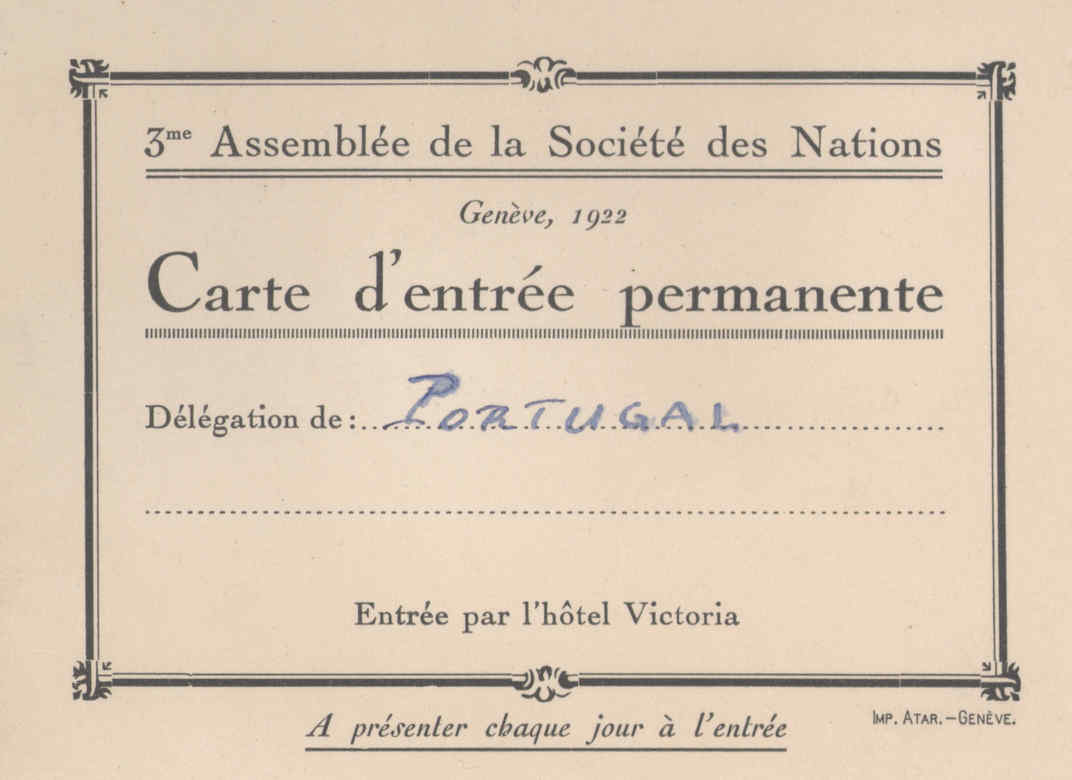 3me Assemblée de la Société des Nations
Genève, 1922
Carte d'entrée permanente
Délégation de: PORTUGAL
Entrée par l'hôtel Victoria
A présenter chaque jour à l'entrée
IMP. ATAR.—GENÈVE.